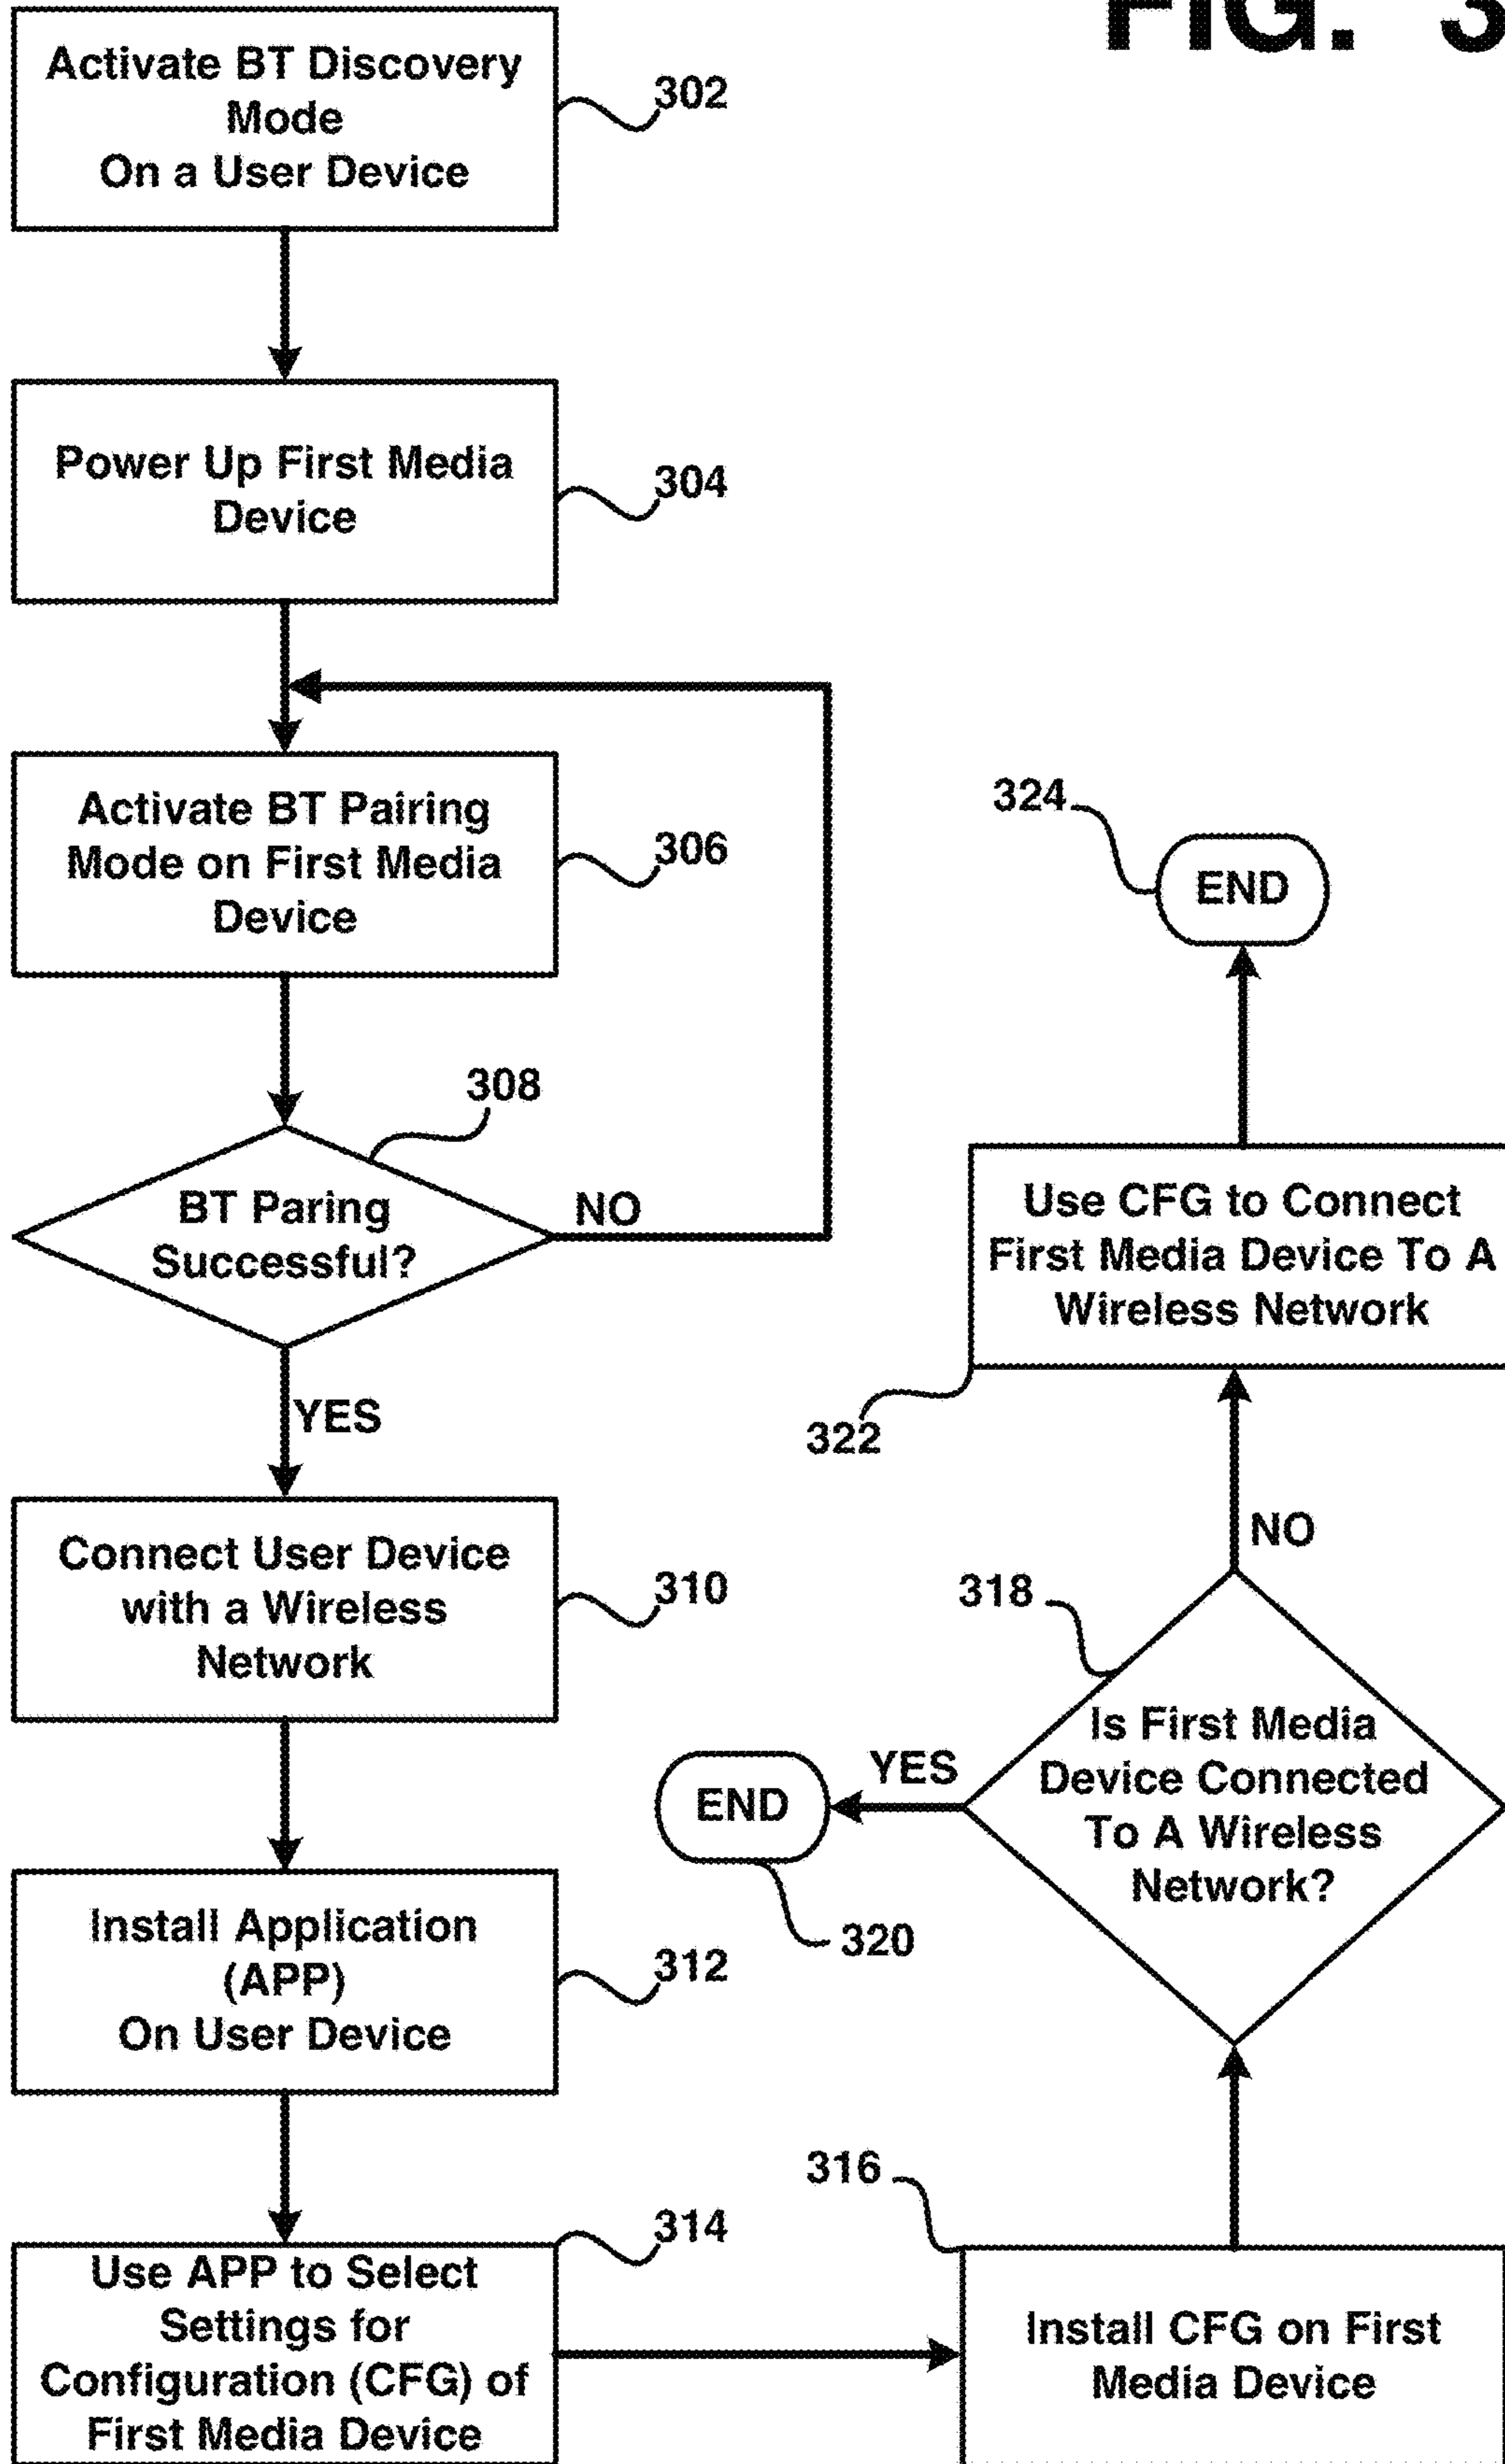 FIG. 3
Activate BT Discovery
Mode
On a User Device
302
Power Up First Media
Device
304
Activate BT Pairing
Mode on First Media
Device
306
308
BT Paring
Successful?
NO
YES
Connect User Device
with a Wireless
Network
310
Install Application
(APP)
On User Device
312
Use APP to Select
Settings for
Configuration (CFG) of
First Media Device
314
316
Install CFG on First
Media Device
318
Is First Media
Device Connected
To A Wireless
Network?
YES
END
320
NO
Use CFG to Connect
First Media Device To A
Wireless Network
322
324
END